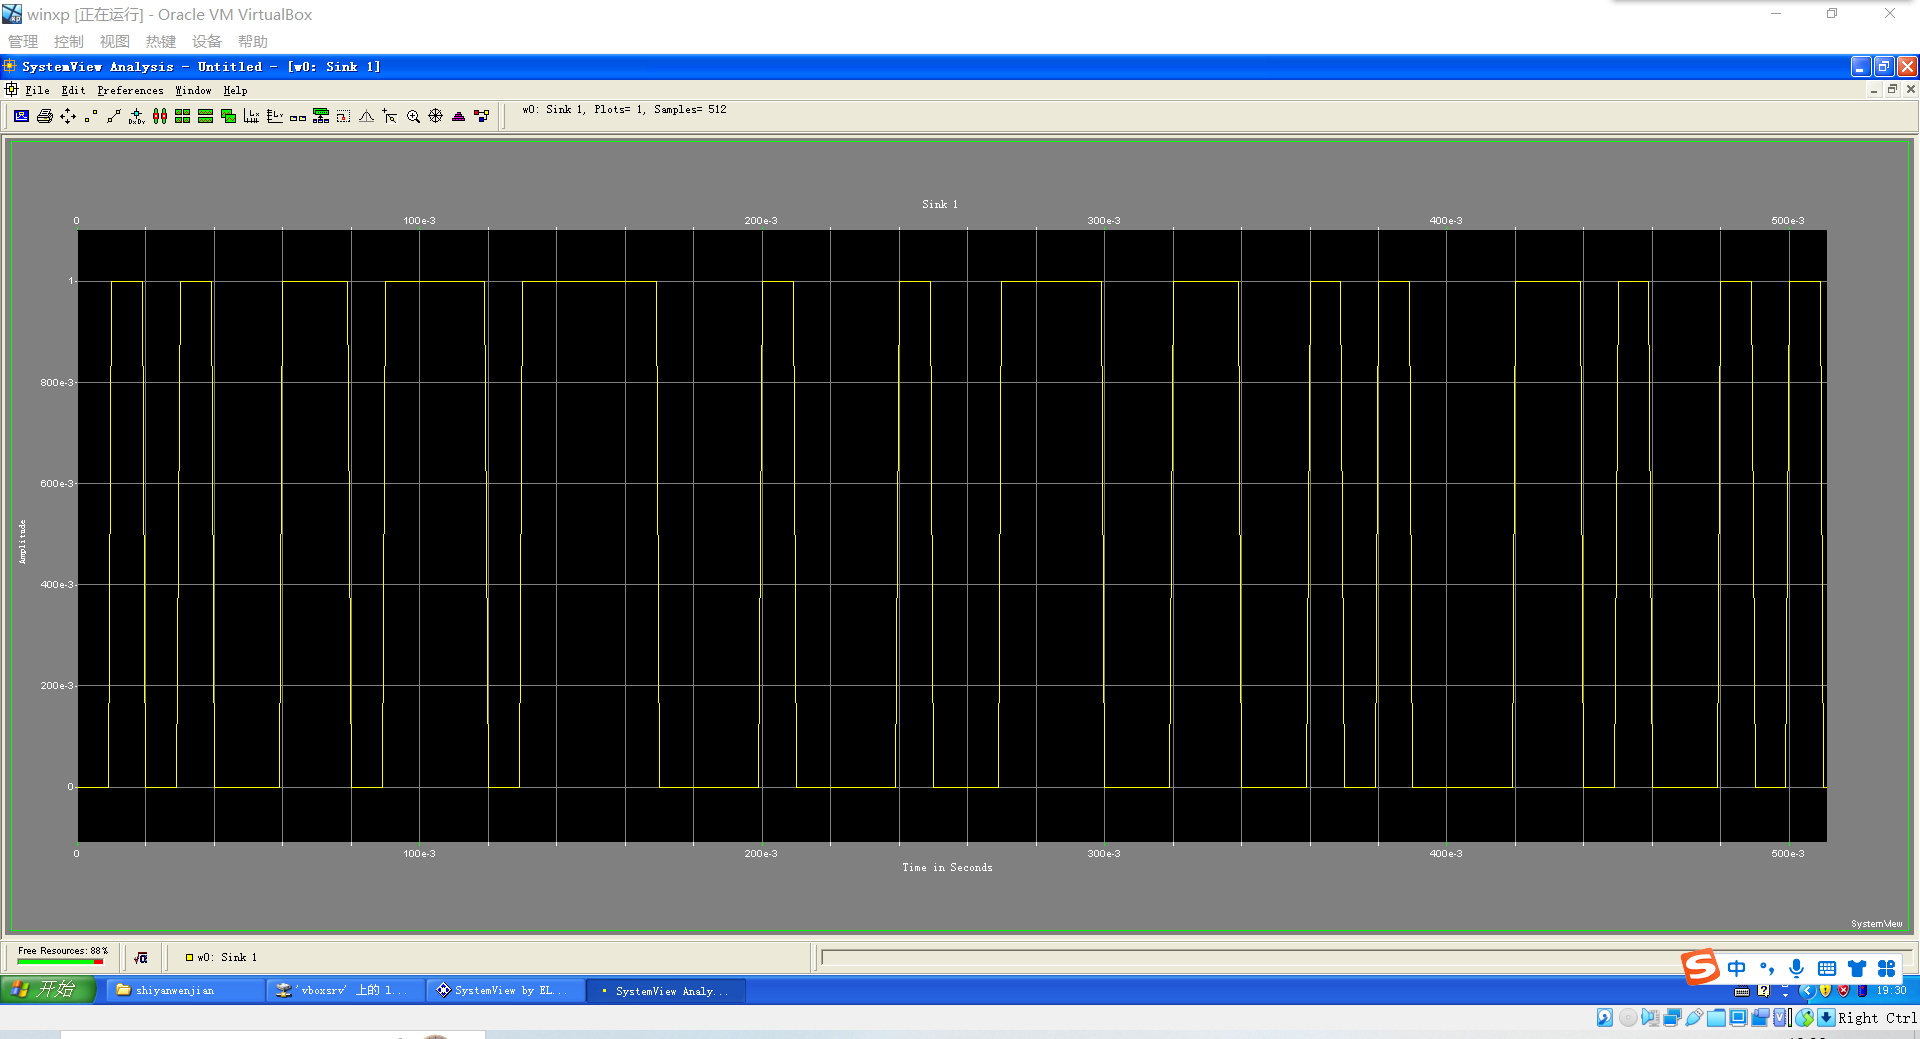 winxp [正在运行] - Oracle VM VirtualBox
管理 控制 视图 热键 设备 帮助
SystemView Analysis - Untitled - [w0: Sink 1]
File Edit Preferences Window Help
w0: Sink 1, Plots= 1, Samples= 512
Sink 1
0 100e-3 200e-3 300e-3 400e-3 500e-3
1
800e-3
600e-3
Amplitude
400e-3
200e-3
0
0 100e-3 200e-3 300e-3 400e-3 500e-3
Time in Seconds
SystemView
Free Resources: 88%
w0: Sink 1
中
开始 shiyanwenjian 'vboxsrv' 上的 l... SystemView by EL... SystemView Analy... 19:30
Right Ctrl